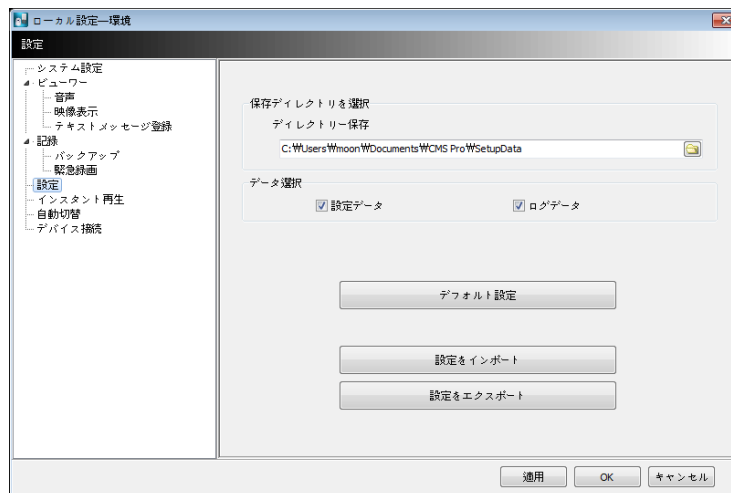 ローカル設定―環境
設定
システム設定
ビューワー
音声
映像表示
テキストメッセージ登録
記録
バックアップ
緊急録画
設定
インスタント再生
自動切替
デバイス接続
保存ディレクトリを選択
ディレクトリー保存
C:₩Users₩moon₩Documents₩CMS Pro₩SetupData
データ選択
設定データ
ログデータ
デフォルト設定
設定をインポート
設定をエクスポート
適用
OK
キャンセル